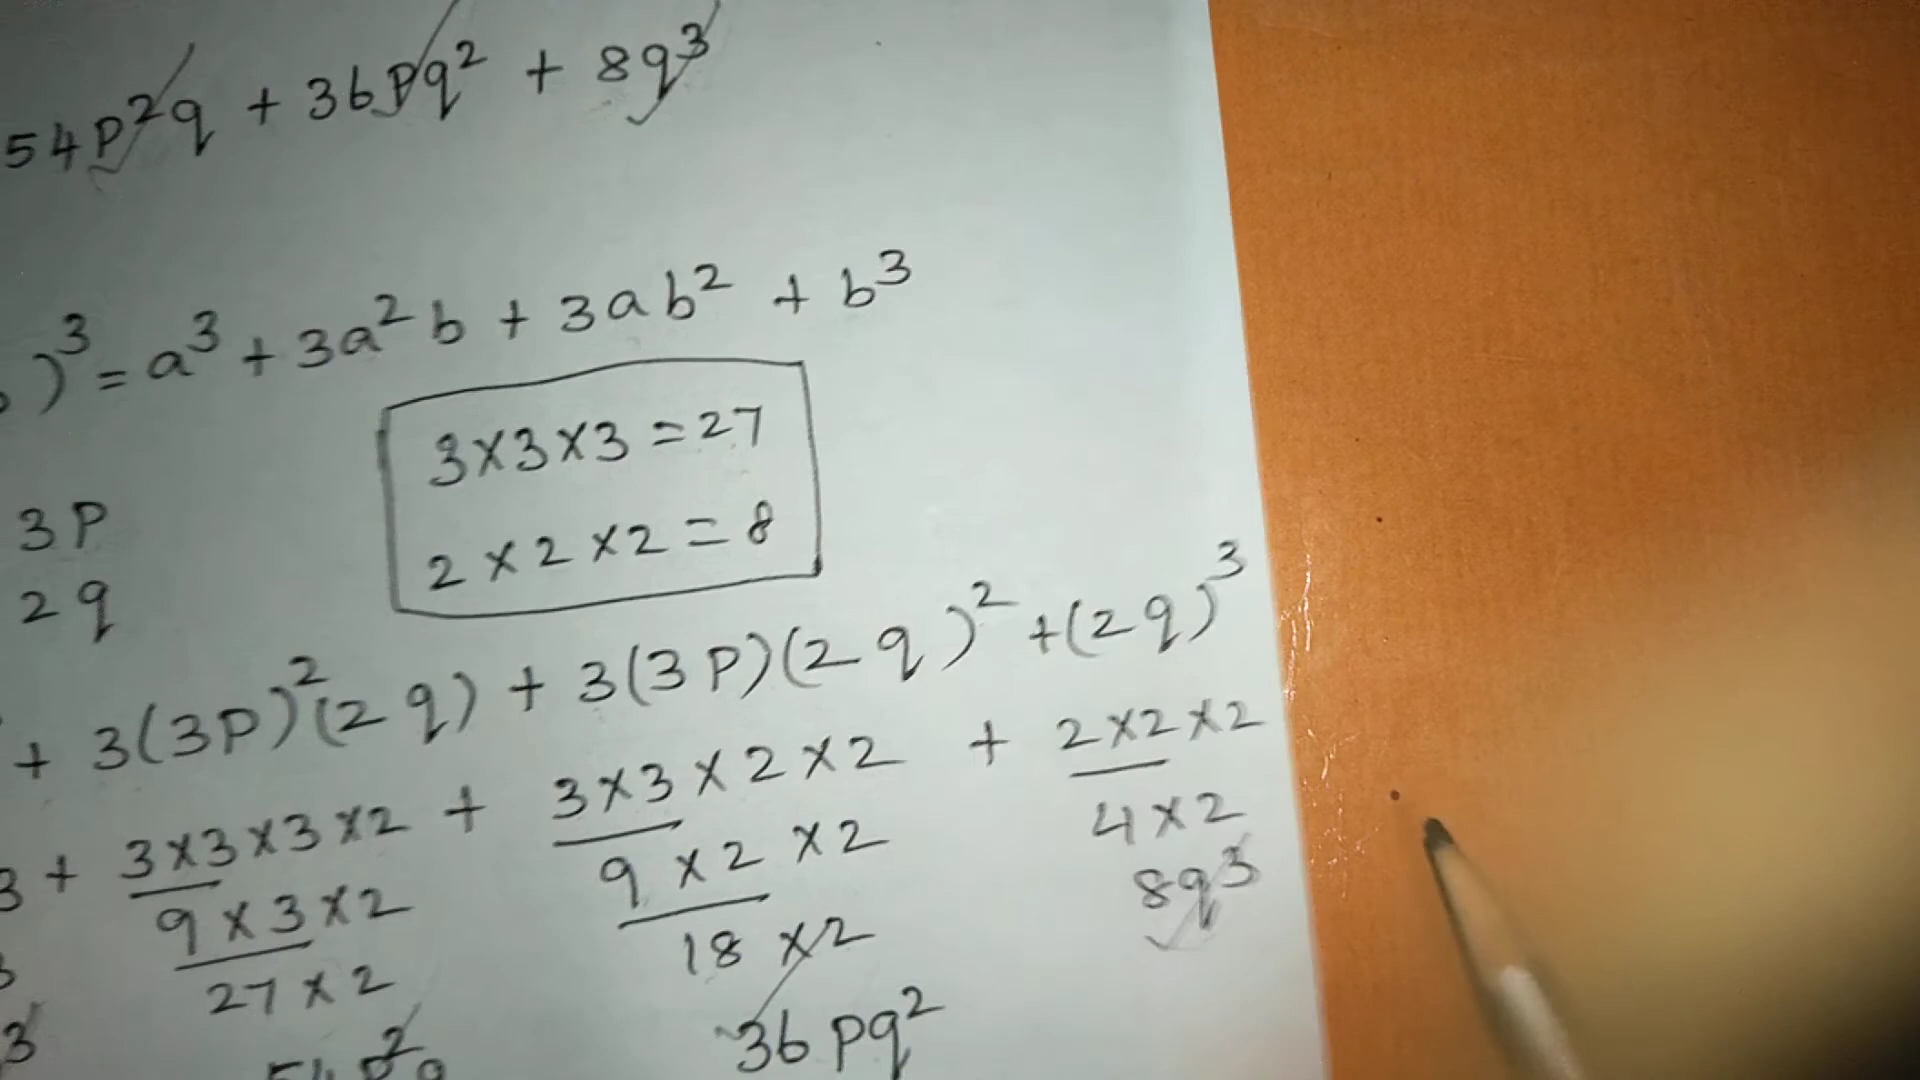 54p²q + 36pq² + 8q³
)³ = a³ + 3a²b + 3ab² + b³
3×3×3 = 27
2×2×2 = 8
3p
2q
+ 3(3p)²(2q) + 3(3p)(2q)² + (2q)³
3 + 3×3×3×2 + 3×3×2×2 + 2×2×2
9×3×2 9×2×2 4×2
27×2 18×2 8q³
3 54p²q 36pq²